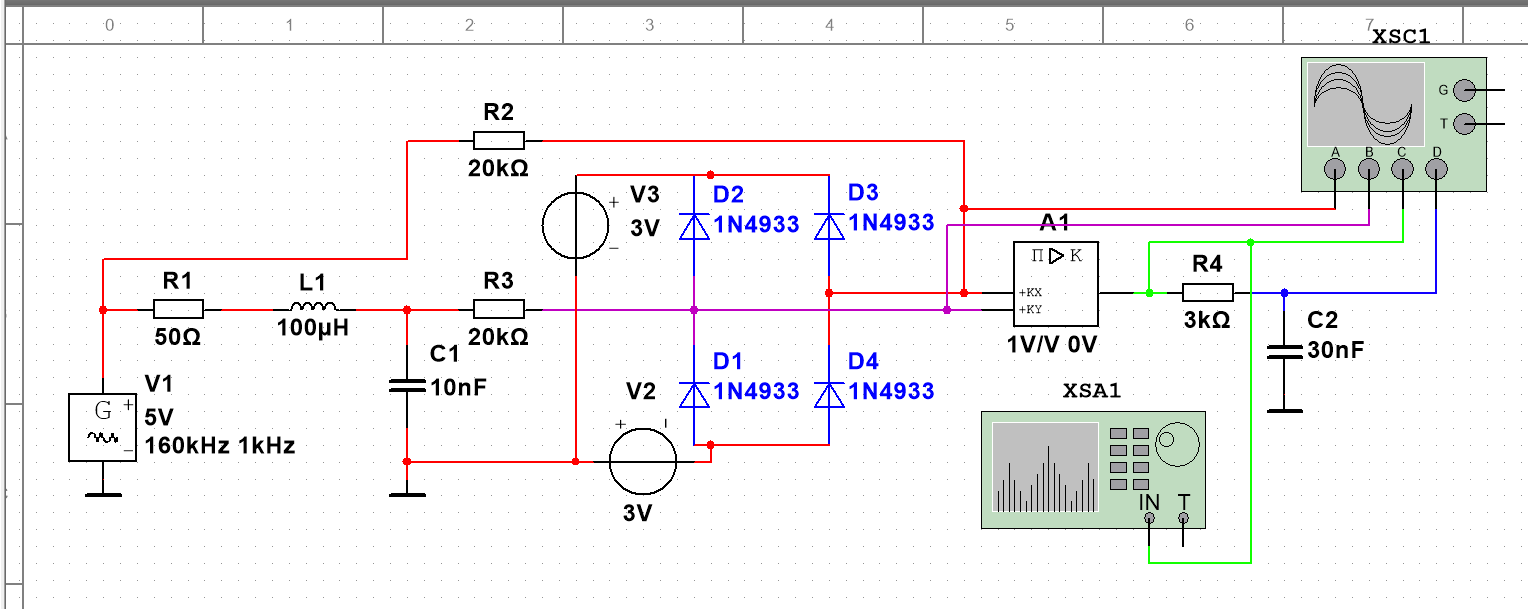 0 1 2 3 4 5 6 7
XSC1
G
T
A B C D
R2
20kΩ
V3
+
3V
−
D2
1N4933
D3
1N4933
A1
Π K
+KX
+KY
1V/V 0V
R4
3kΩ
R1
50Ω
L1
100µH
R3
20kΩ
C1
10nF
C2
30nF
V1
G +
−
5V
160kHz 1kHz
D1
1N4933
D4
1N4933
V2
+ −
3V
XSA1
IN T